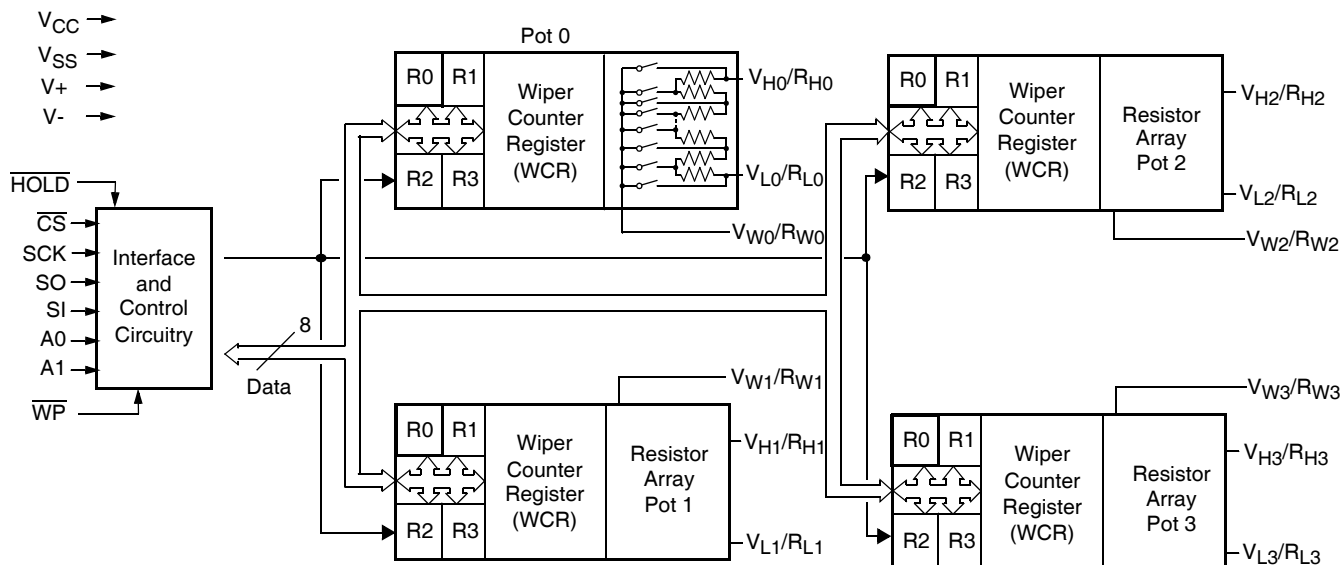 VCC
VSS
V+
V-
HOLD
CS
SCK
SO
SI
A0
A1
WP
Interface
and
Control
Circuitry
8
Data
Pot 0
R0 R1
R2 R3
Wiper
Counter
Register
(WCR)
VH0/RH0
VL0/RL0
VW0/RW0
R0 R1
R2 R3
Wiper
Counter
Register
(WCR)
Resistor
Array
Pot 2
VH2/RH2
VL2/RL2
VW2/RW2
VW1/RW1
R0 R1
R2 R3
Wiper
Counter
Register
(WCR)
Resistor
Array
Pot 1
VH1/RH1
VL1/RL1
VW3/RW3
R0 R1
R2 R3
Wiper
Counter
Register
(WCR)
Resistor
Array
Pot 3
VH3/RH3
VL3/RL3